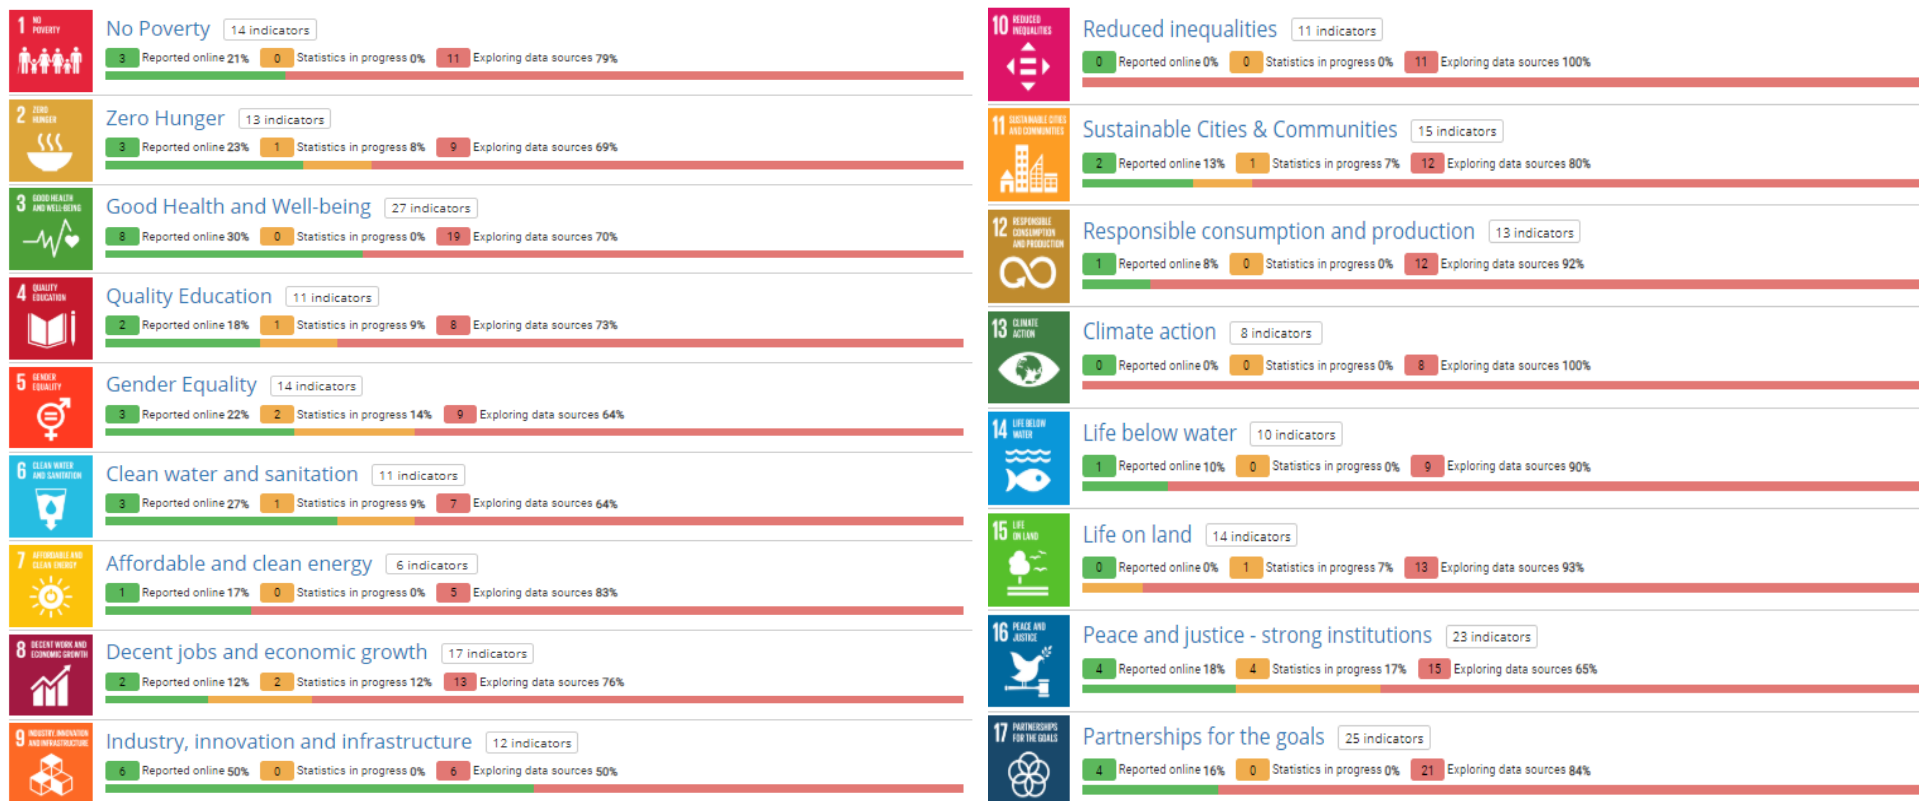 1 NO
POVERTY
No Poverty 14 indicators
3 Reported online 21% 0 Statistics in progress 0% 11 Exploring data sources 79%
2 ZERO
HUNGER
Zero Hunger 13 indicators
3 Reported online 23% 1 Statistics in progress 8% 9 Exploring data sources 69%
3 GOOD HEALTH
AND WELL-BEING
Good Health and Well-being 27 indicators
8 Reported online 30% 0 Statistics in progress 0% 19 Exploring data sources 70%
4 QUALITY
EDUCATION
Quality Education 11 indicators
2 Reported online 18% 1 Statistics in progress 9% 8 Exploring data sources 73%
5 GENDER
EQUALITY
Gender Equality 14 indicators
3 Reported online 22% 2 Statistics in progress 14% 9 Exploring data sources 64%
6 CLEAN WATER
AND SANITATION
Clean water and sanitation 11 indicators
3 Reported online 27% 1 Statistics in progress 9% 7 Exploring data sources 64%
7 AFFORDABLE AND
CLEAN ENERGY
Affordable and clean energy 6 indicators
1 Reported online 17% 0 Statistics in progress 0% 5 Exploring data sources 83%
8 DECENT WORK AND
ECONOMIC GROWTH
Decent jobs and economic growth 17 indicators
2 Reported online 12% 2 Statistics in progress 12% 13 Exploring data sources 76%
9 INDUSTRY, INNOVATION
AND INFRASTRUCTURE
Industry, innovation and infrastructure 12 indicators
6 Reported online 50% 0 Statistics in progress 0% 6 Exploring data sources 50%
10 REDUCED
INEQUALITIES
Reduced inequalities 11 indicators
0 Reported online 0% 0 Statistics in progress 0% 11 Exploring data sources 100%
11 SUSTAINABLE CITIES
AND COMMUNITIES
Sustainable Cities & Communities 15 indicators
2 Reported online 13% 1 Statistics in progress 7% 12 Exploring data sources 80%
12 RESPONSIBLE
CONSUMPTION
AND PRODUCTION
Responsible consumption and production 13 indicators
1 Reported online 8% 0 Statistics in progress 0% 12 Exploring data sources 92%
13 CLIMATE
ACTION
Climate action 8 indicators
0 Reported online 0% 0 Statistics in progress 0% 8 Exploring data sources 100%
14 LIFE BELOW
WATER
Life below water 10 indicators
1 Reported online 10% 0 Statistics in progress 0% 9 Exploring data sources 90%
15 LIFE
ON LAND
Life on land 14 indicators
0 Reported online 0% 1 Statistics in progress 7% 13 Exploring data sources 93%
16 PEACE AND
JUSTICE
Peace and justice - strong institutions 23 indicators
4 Reported online 18% 4 Statistics in progress 17% 15 Exploring data sources 65%
17 PARTNERSHIPS
FOR THE GOALS
Partnerships for the goals 25 indicators
4 Reported online 16% 0 Statistics in progress 0% 21 Exploring data sources 84%